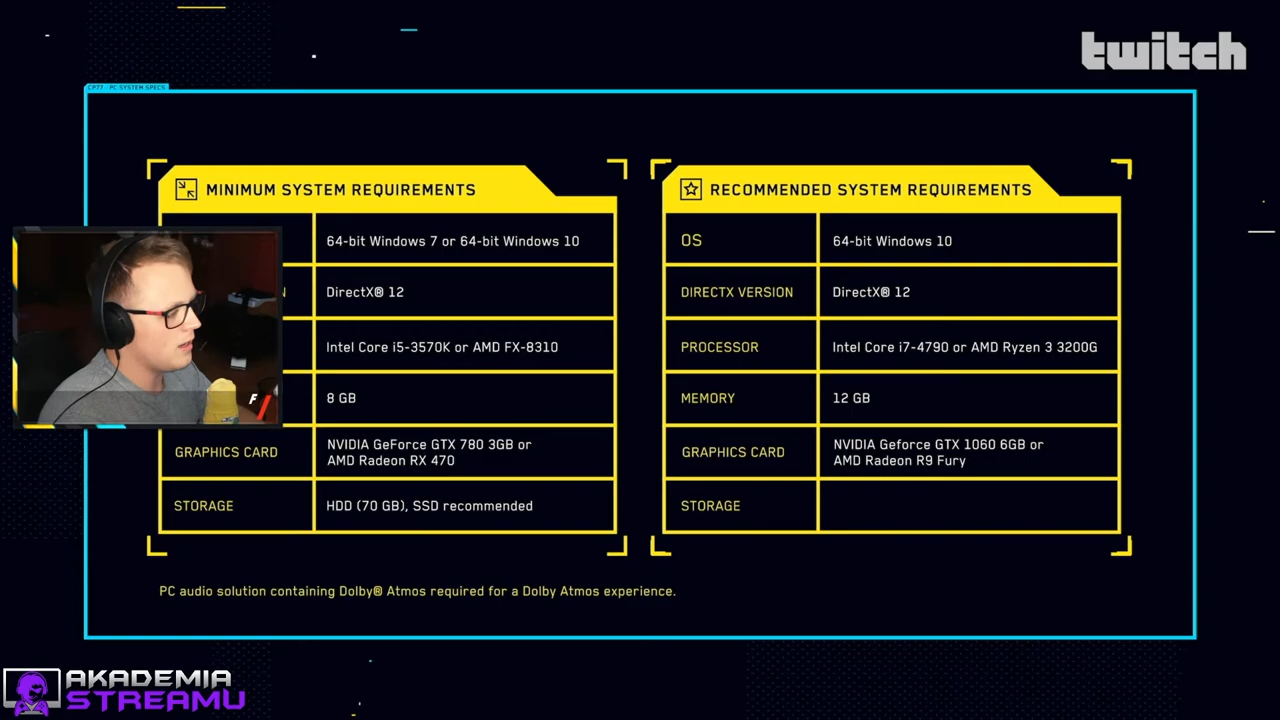 twitch
CP77 - PC SYSTEM SPECS
MINIMUM SYSTEM REQUIREMENTS
64-bit Windows 7 or 64-bit Windows 10
DirectX® 12
Intel Core i5-3570K or AMD FX-8310
8 GB
GRAPHICS CARD
NVIDIA GeForce GTX 780 3GB or
AMD Radeon RX 470
STORAGE
HDD (70 GB), SSD recommended
RECOMMENDED SYSTEM REQUIREMENTS
OS
64-bit Windows 10
DIRECTX VERSION
DirectX® 12
PROCESSOR
Intel Core i7-4790 or AMD Ryzen 3 3200G
MEMORY
12 GB
GRAPHICS CARD
NVIDIA Geforce GTX 1060 6GB or
AMD Radeon R9 Fury
STORAGE
PC audio solution containing Dolby® Atmos required for a Dolby Atmos experience.
AKADEMIA
STREAMU